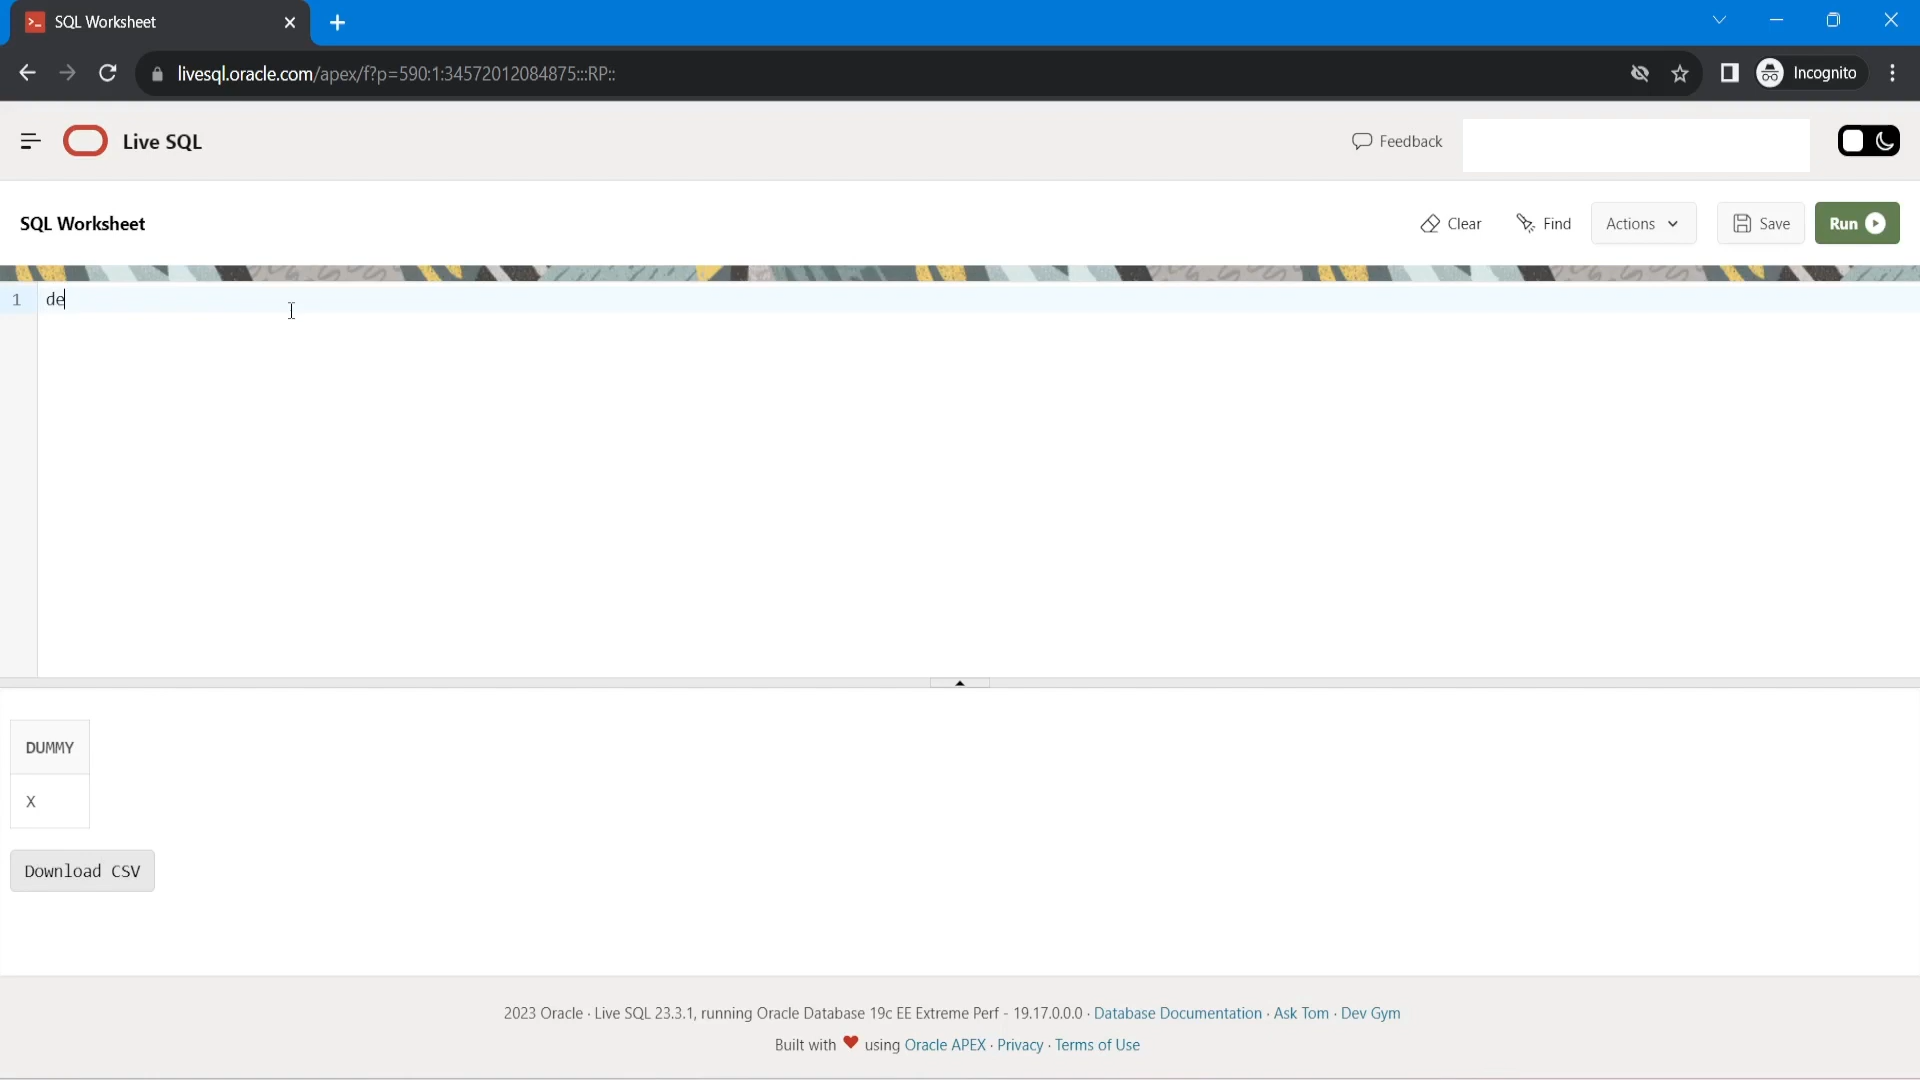 SQL Worksheet
livesql.oracle.com/apex/f?p=590:1:34572012084875:::RP::
Incognito
Live SQL
Feedback
SQL Worksheet
Clear
Find
Actions
Save
Run
1 de
DUMMY
X
Download CSV
2023 Oracle · Live SQL 23.3.1, running Oracle Database 19c EE Extreme Perf - 19.17.0.0.0 · Database Documentation · Ask Tom · Dev Gym
Built with ❤ using Oracle APEX · Privacy · Terms of Use